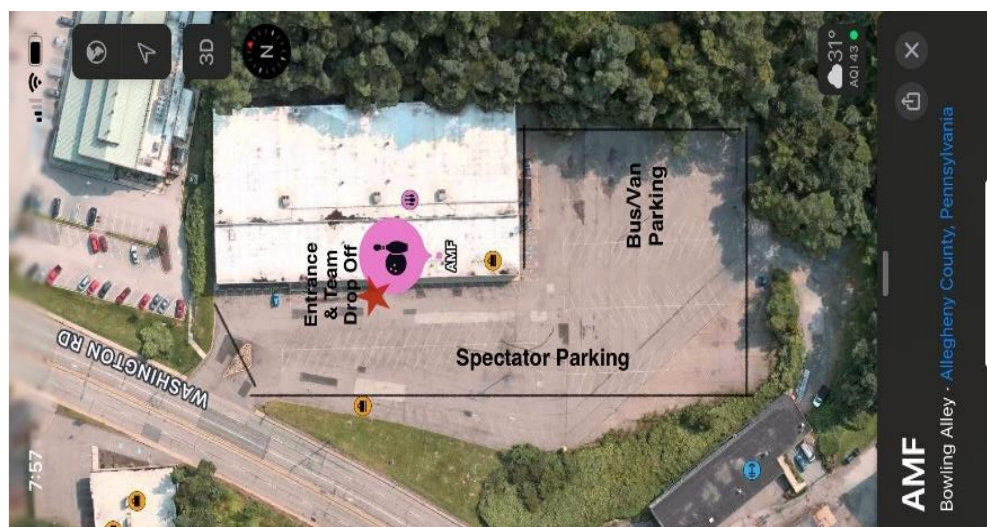 7:57
3D
N
WASHINGTON RD
Entrance
& Team
Drop Off
AMF
Bus/Van
Parking
Spectator Parking
31°
AQI 43
AMF
Bowling Alley · Allegheny County, Pennsylvania